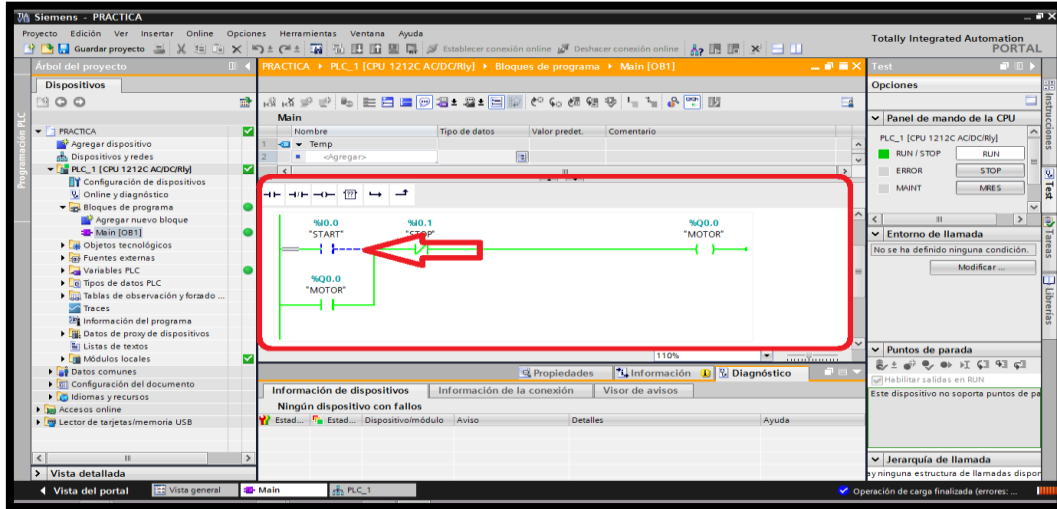 Siemens - PRACTICA
Proyecto Edición Ver Insertar Online Opciones Herramientas Ventana Ayuda
Guardar proyecto
Establecer conexión online
Deshacer conexión online
Totally Integrated Automation
PORTAL
Árbol del proyecto
PRACTICA PLC_1 [CPU 1212C AC/DC/Rly] Bloques de programa Main [OB1]
Test
Dispositivos
Opciones
Programación PLC
PRACTICA
Agregar dispositivo
Dispositivos y redes
PLC_1 [CPU 1212C AC/DC/Rly]
Configuración de dispositivos
Online y diagnóstico
Bloques de programa
Agregar nuevo bloque
Main [OB1]
Objetos tecnológicos
Fuentes externas
Variables PLC
Tipos de datos PLC
Tablas de observación y forzado ...
Traces
Información del programa
Datos de proxy de dispositivos
Listas de textos
Módulos locales
Datos comunes
Configuración del documento
Idiomas y recursos
Accesos online
Lector de tarjetas/memoria USB
Vista detallada
Main
Nombre Tipo de datos Valor predet. Comentario
1 Temp
2 <Agregar>
%I0.0 %I0.1 %Q0.0
"START" "STOP" "MOTOR"
%Q0.0
"MOTOR"
110%
Propiedades Información Diagnóstico
Información de dispositivos Información de la conexión Visor de avisos
Ningún dispositivo con fallos
Estad... Estad... Dispositivo/módulo Aviso Detalles Ayuda
Panel de mando de la CPU
PLC_1 [CPU 1212C AC/DC/Rly]
RUN / STOP RUN
ERROR STOP
MAINT MRES
Entorno de llamada
No se ha definido ninguna condición.
Modificar ...
Puntos de parada
Habilitar salidas en RUN
Este dispositivo no soporta puntos de pa
Jerarquía de llamada
ay ninguna estructura de llamadas dispor
Instrucciones
Test
Tareas
Librerías
Vista del portal Vista general Main PLC_1
Operación de carga finalizada (errores: ...